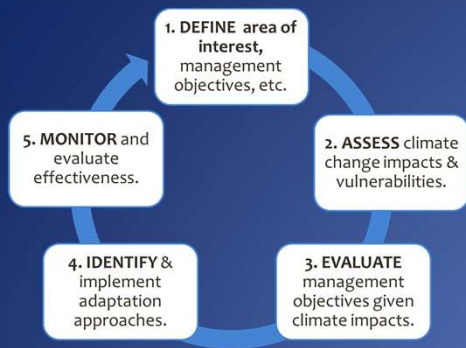 1. DEFINE area of
interest,
management
objectives, etc.
2. ASSESS climate
change impacts &
vulnerabilities.
3. EVALUATE
management
objectives given
climate impacts.
4. IDENTIFY &
implement
adaptation
approaches.
5. MONITOR and
evaluate
effectiveness.